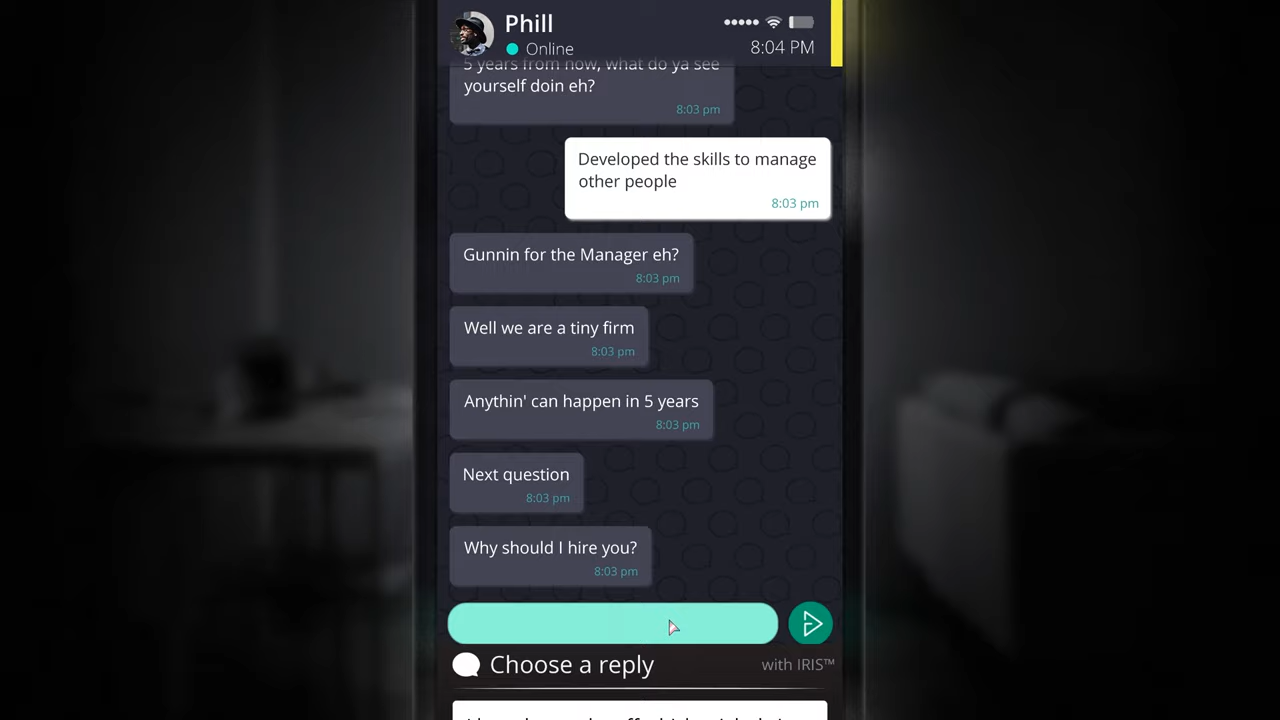 Phill
Online
8:04 PM
5 years from now, what do ya see
yourself doin eh?
8:03 pm
Developed the skills to manage
other people
8:03 pm
Gunnin for the Manager eh?
8:03 pm
Well we are a tiny firm
8:03 pm
Anythin' can happen in 5 years
8:03 pm
Next question
8:03 pm
Why should I hire you?
8:03 pm
Choose a reply
with IRIS™